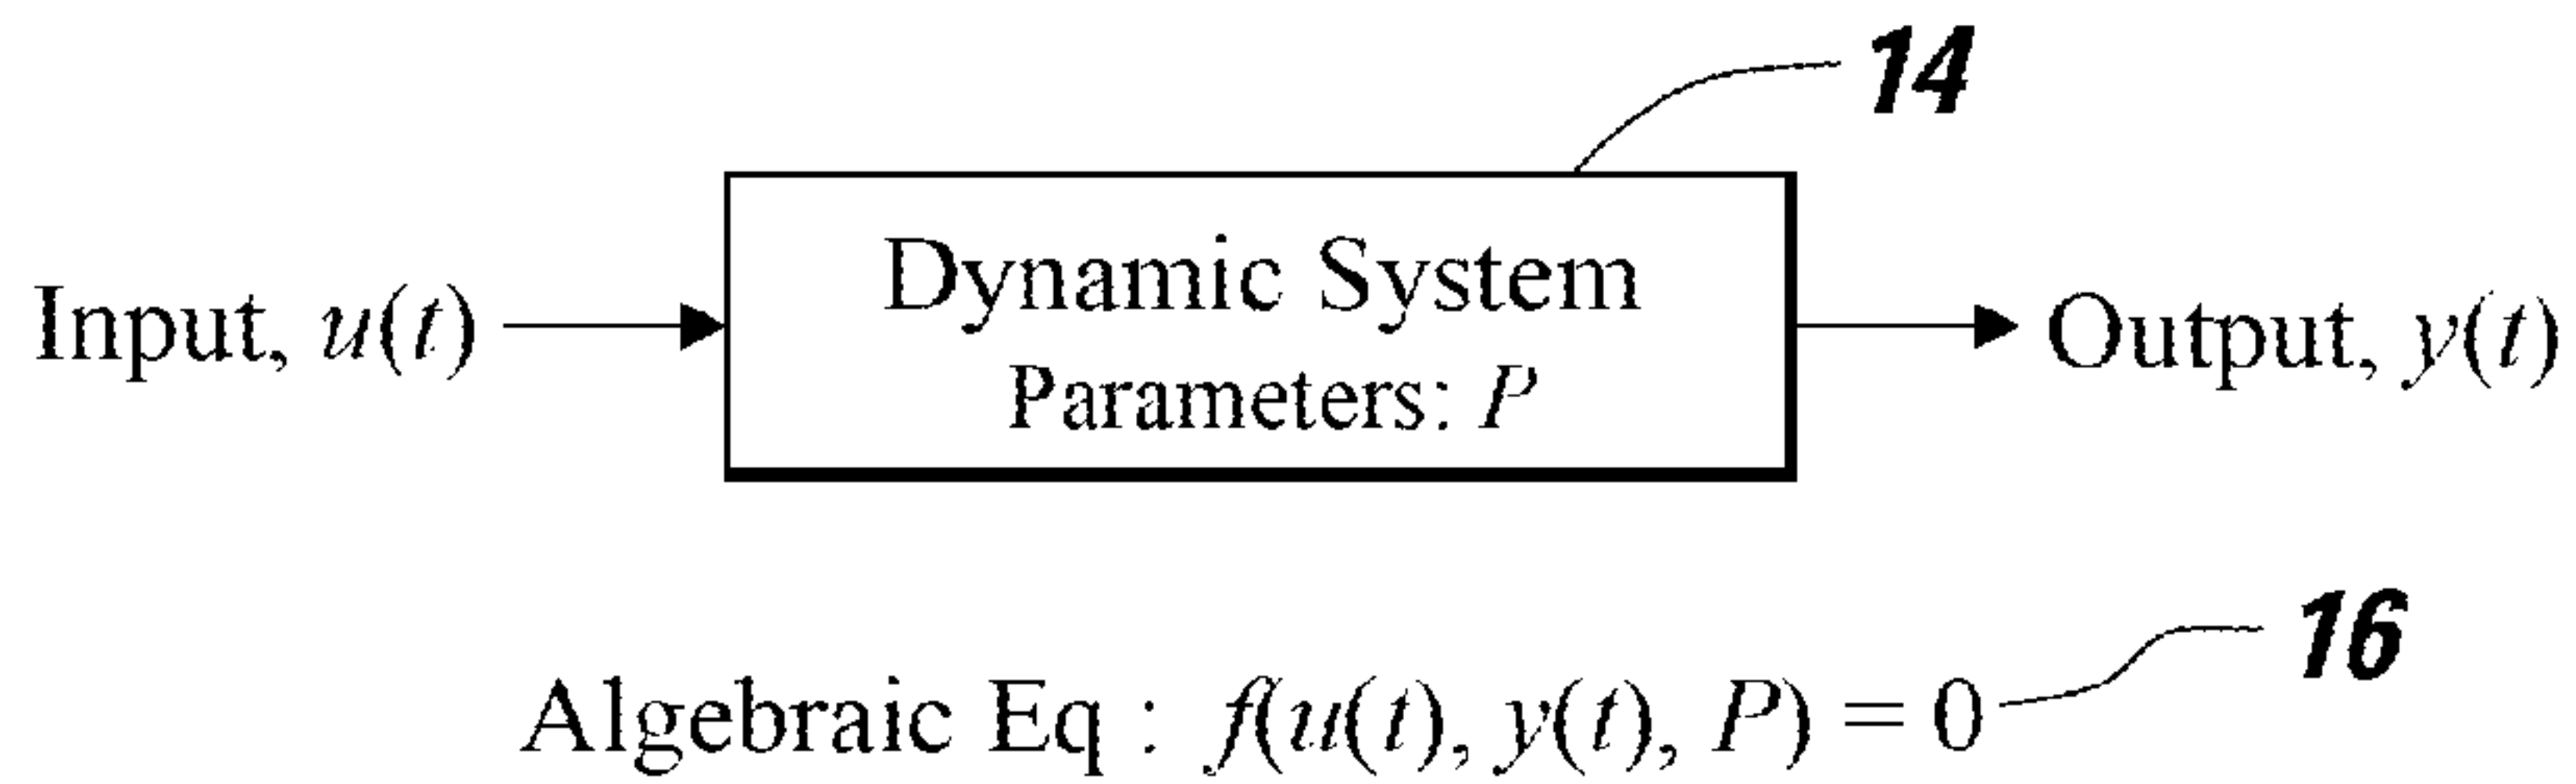 14
Dynamic System
Input, u(t)
Output, y(t)
Parameters: P
16
Algebraic Eq : f(u(t), y(t), P) = 0